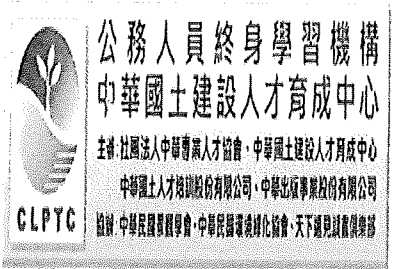 公務人員終身學習機構
中華國土建設人才育成中心
主辦:社團法人中華專業人才協會・中華國土建設人才育成中心
中華國土人才培訓股份有限公司・中華出版事業股份有限公司
協辦:中華民國景觀學會・中華民國環境綠化協會・天下遠見讀書俱樂部
CLPTC